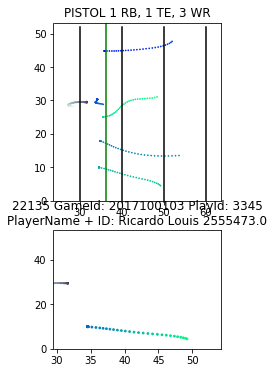 PISTOL 1 RB, 1 TE, 3 WR
50
40
30
20
10
0
30 40 50 60
22135 GameId: 2017100103 PlayId: 3345
PlayerName + ID: Ricardo Louis 2555473.0
40
20
0
30 35 40 45 50